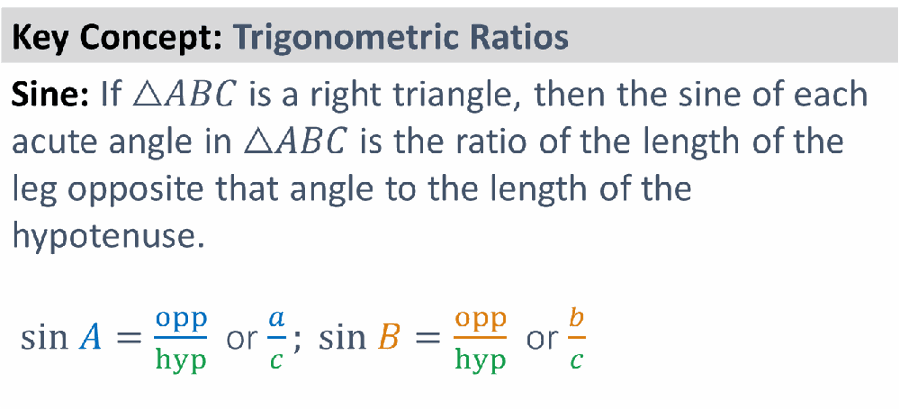 Key Concept: Trigonometric Ratios
Sine: If △ABC is a right triangle, then the sine of each
acute angle in △ABC is the ratio of the length of the
leg opposite that angle to the length of the
hypotenuse.
sin A = opp/hyp or a/c; sin B = opp/hyp or b/c